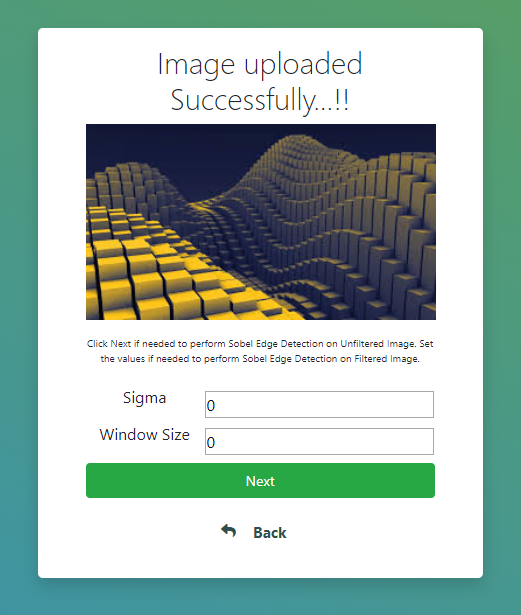 Image uploaded
Successfully...!!
Click Next if needed to perform Sobel Edge Detection on Unfiltered Image. Set
the values if needed to perform Sobel Edge Detection on Filtered Image.
Sigma
0
Window Size
0
Next
Back